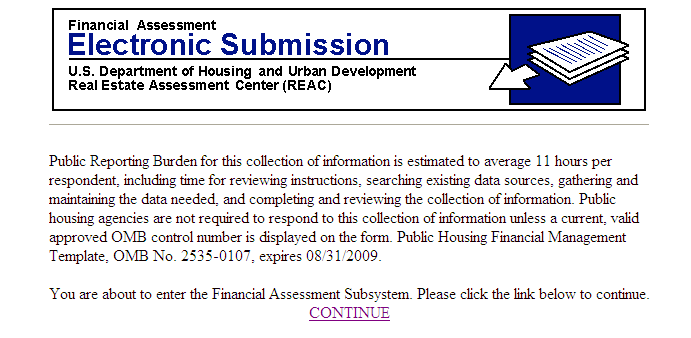 Financial Assessment
Electronic Submission
U.S. Department of Housing and Urban Development
Real Estate Assessment Center (REAC)
Public Reporting Burden for this collection of information is estimated to average 11 hours per
respondent, including time for reviewing instructions, searching existing data sources, gathering and
maintaining the data needed, and completing and reviewing the collection of information. Public
housing agencies are not required to respond to this collection of information unless a current, valid
approved OMB control number is displayed on the form. Public Housing Financial Management
Template, OMB No. 2535-0107, expires 08/31/2009.
You are about to enter the Financial Assessment Subsystem. Please click the link below to continue.
CONTINUE